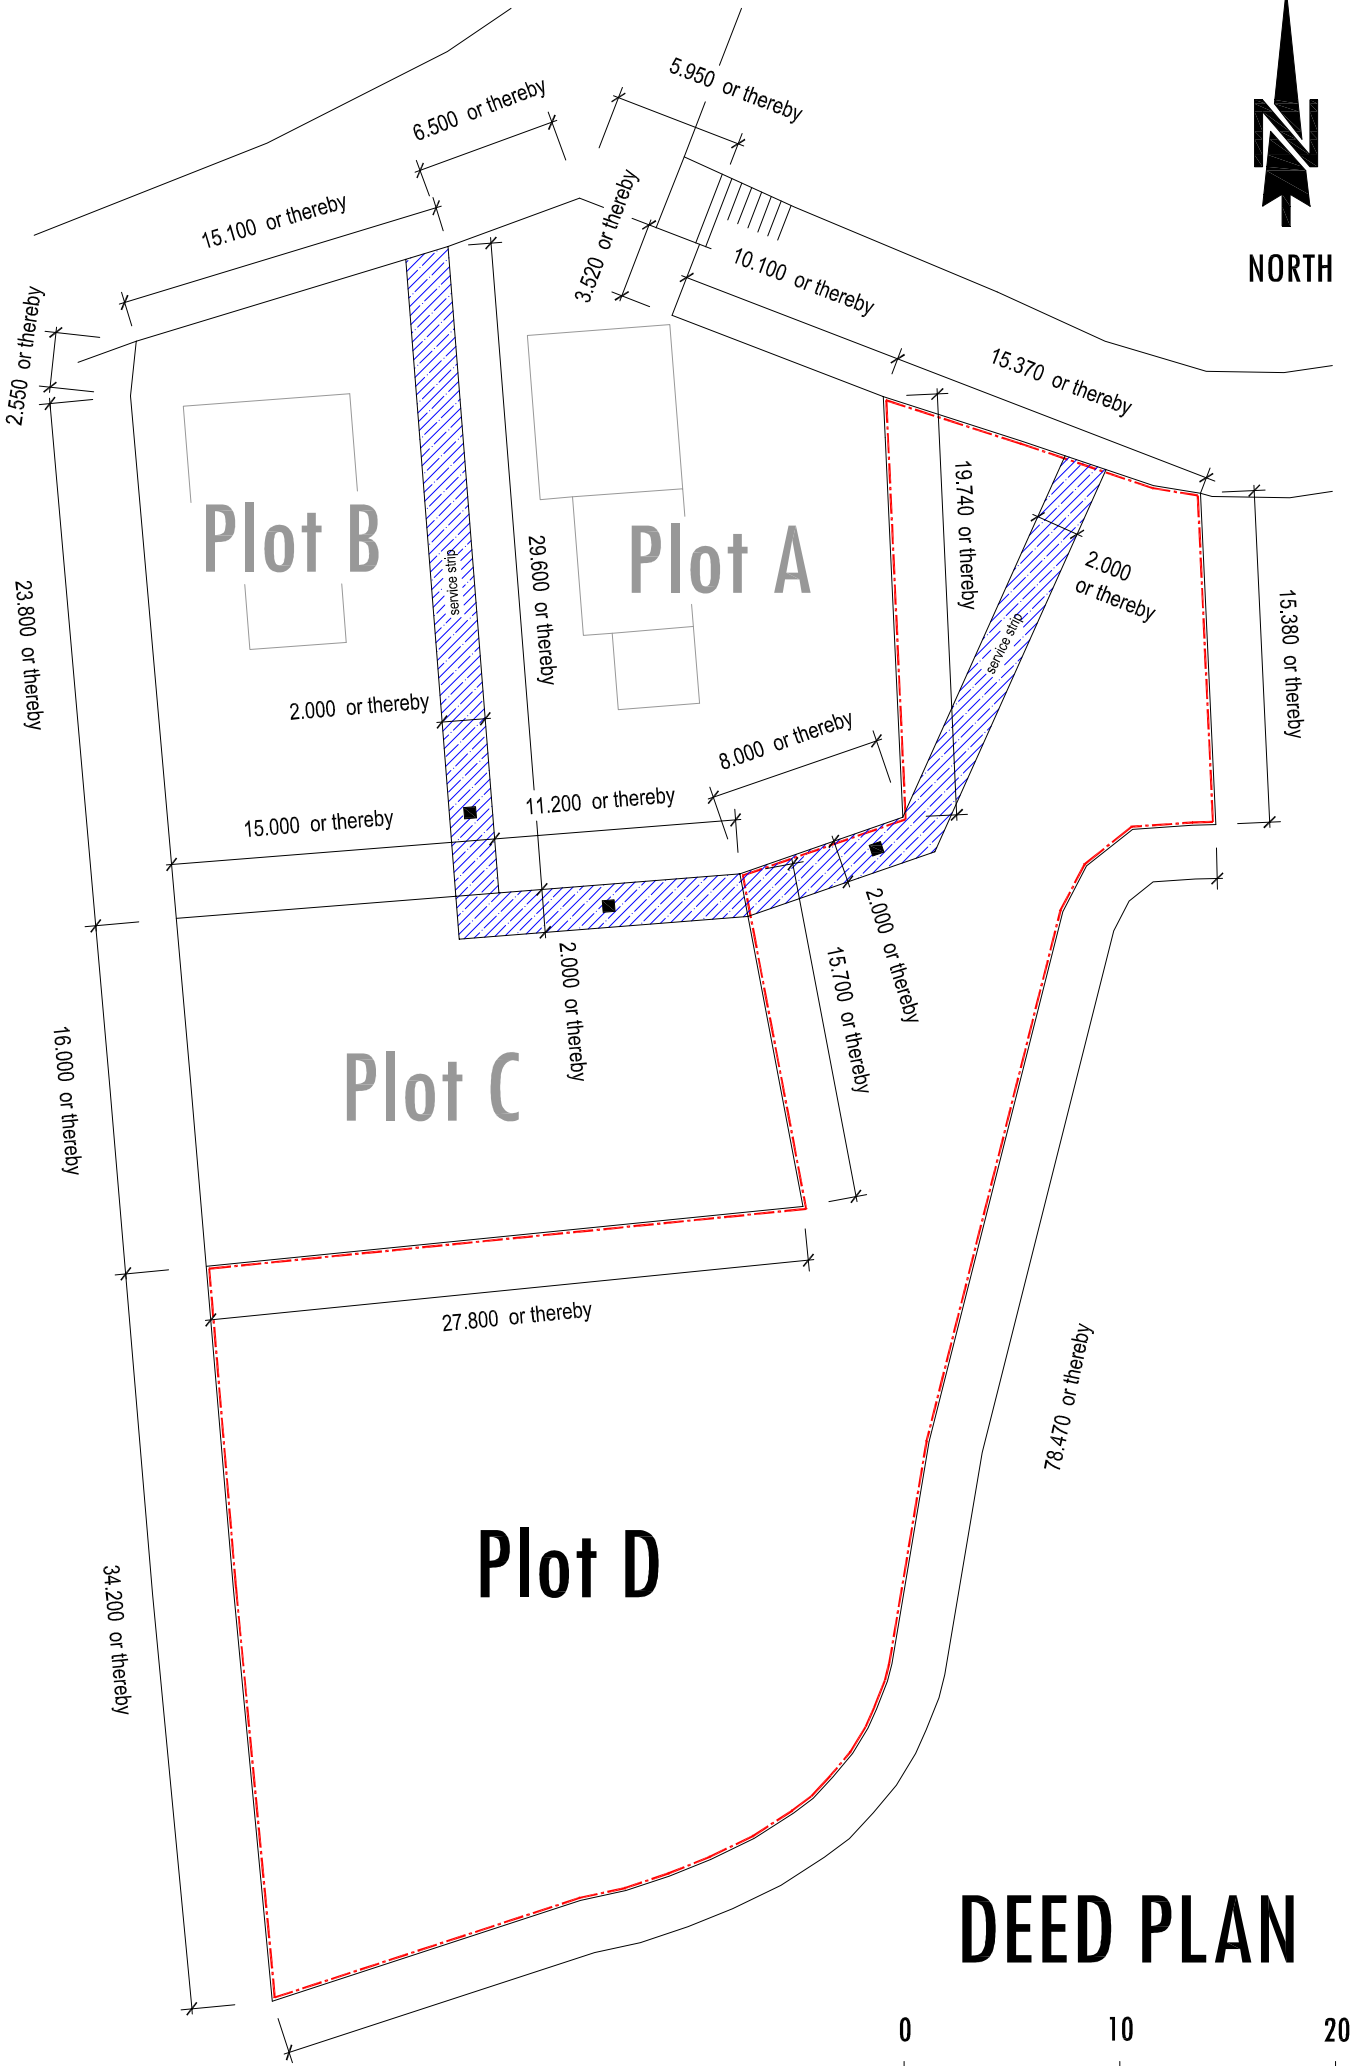 5.950 or thereby
6.500 or thereby
15.100 or thereby
3.520 or thereby
N
NORTH
10.100 or thereby
2.550 or thereby
15.370 or thereby
19.740 or thereby
Plot B
Plot A
service strip
29.600 or thereby
2.000
or thereby
23.800 or thereby
15.380 or thereby
service strip
2.000 or thereby
8.000 or thereby
11.200 or thereby
15.000 or thereby
2.000 or thereby
2.000 or thereby
15.700 or thereby
16.000 or thereby
Plot C
27.800 or thereby
78.470 or thereby
Plot D
34.200 or thereby
DEED PLAN
0 10 20